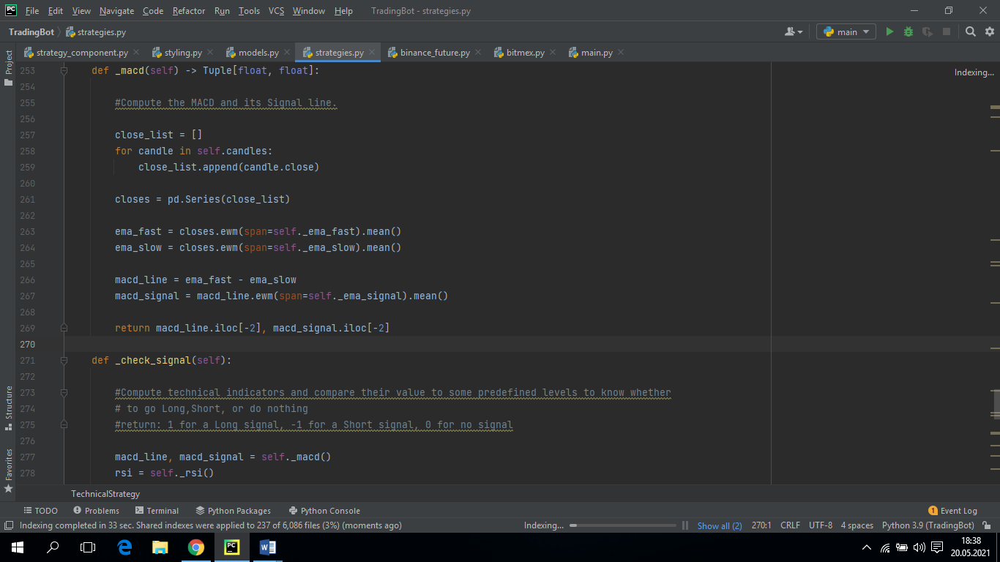 PC File Edit View Navigate Code Refactor Run Tools VCS Window Help TradingBot - strategies.py
TradingBot strategies.py main
strategy_component.py styling.py models.py strategies.py binance_future.py bitmex.py main.py
Project
Structure
Favorites
Indexing...
253 def _macd(self) -> Tuple[float, float]:
254
255 #Compute the MACD and its Signal line.
256
257 close_list = []
258 for candle in self.candles:
259 close_list.append(candle.close)
260
261 closes = pd.Series(close_list)
262
263 ema_fast = closes.ewm(span=self._ema_fast).mean()
264 ema_slow = closes.ewm(span=self._ema_slow).mean()
265
266 macd_line = ema_fast - ema_slow
267 macd_signal = macd_line.ewm(span=self._ema_signal).mean()
268
269 return macd_line.iloc[-2], macd_signal.iloc[-2]
270
271 def _check_signal(self):
272
273 #Compute technical indicators and compare their value to some predefined levels to know whether
274 # to go Long,Short, or do nothing
275 #return: 1 for a Long signal, -1 for a Short signal, 0 for no signal
276
277 macd_line, macd_signal = self._macd()
278 rsi = self._rsi()
TechnicalStrategy
TODO Problems Terminal Python Packages Python Console 1 Event Log
Indexing completed in 33 sec. Shared indexes were applied to 237 of 6,086 files (3%) (moments ago) Indexing... Show all (2) 270:1 CRLF UTF-8 4 spaces Python 3.9 (TradingBot)
PC W 18:38
20.05.2021